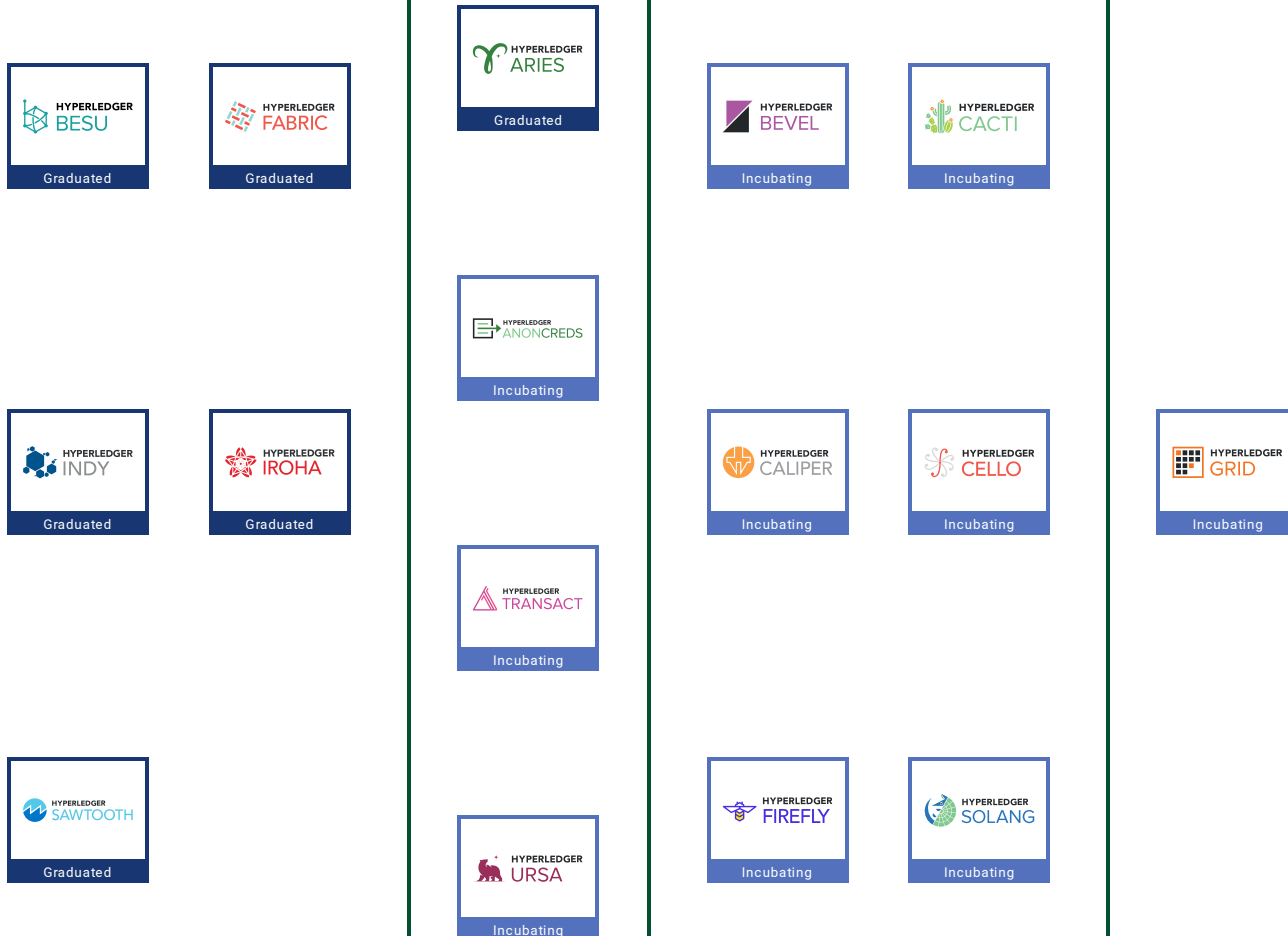 HYPERLEDGER
BESU
Graduated
HYPERLEDGER
FABRIC
Graduated
HYPERLEDGER
INDY
Graduated
HYPERLEDGER
IROHA
Graduated
HYPERLEDGER
SAWTOOTH
Graduated
HYPERLEDGER
ARIES
Graduated
HYPERLEDGER
ANONCREDS
Incubating
HYPERLEDGER
TRANSACT
Incubating
HYPERLEDGER
URSA
Incubating
HYPERLEDGER
BEVEL
Incubating
HYPERLEDGER
CACTI
Incubating
HYPERLEDGER
CALIPER
Incubating
HYPERLEDGER
CELLO
Incubating
HYPERLEDGER
FIREFLY
Incubating
HYPERLEDGER
SOLANG
Incubating
HYPERLEDGER
GRID
Incubating